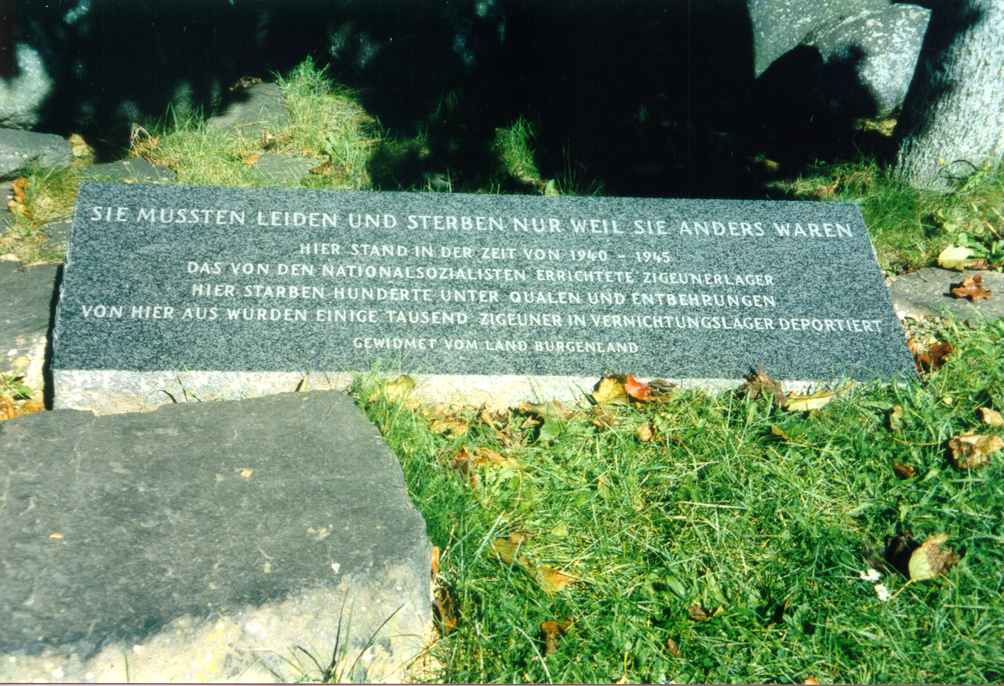 SIE MUSSTEN LEIDEN UND STERBEN NUR WEIL SIE ANDERS WAREN
HIER STAND IN DER ZEIT VON 1940 - 1945
DAS VON DEN NATIONALSOZIALISTEN ERRICHTETE ZIGEUNERLAGER
HIER STARBEN HUNDERTE UNTER QUALEN UND ENTBEHRUNGEN
VON HIER AUS WURDEN EINIGE TAUSEND ZIGEUNER IN VERNICHTUNGSLAGER DEPORTIERT
GEWIDMET VOM LAND BURGENLAND